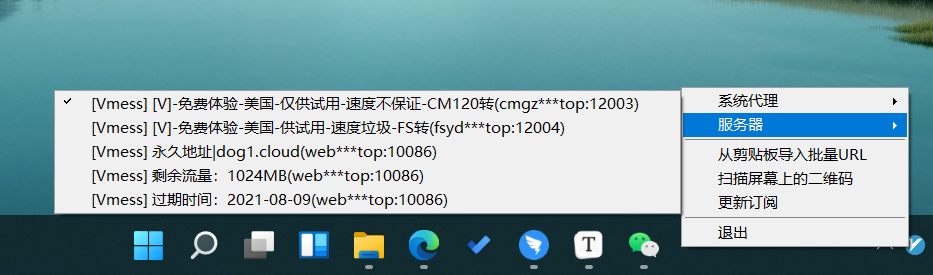 [Vmess] [V]-免费体验-美国-仅供试用-速度不保证-CM120转(cmgz***top:12003)
[Vmess] [V]-免费体验-美国-供试用-速度垃圾-FS转(fsyd***top:12004)
[Vmess] 永久地址|dog1.cloud(web***top:10086)
[Vmess] 剩余流量：1024MB(web***top:10086)
[Vmess] 过期时间：2021-08-09(web***top:10086)
系统代理
服务器
从剪贴板导入批量URL
扫描屏幕上的二维码
更新订阅
退出
T